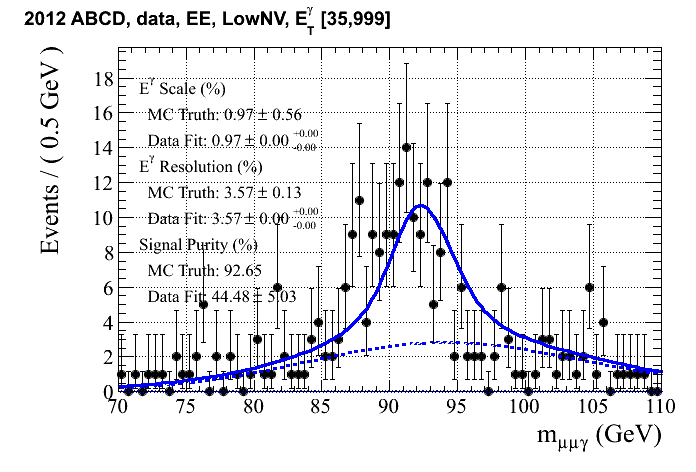 2012 ABCD, data, EE, LowNV, E_T^γ [35,999]
Events / ( 0.5 GeV )
18
16
14
12
10
8
6
4
2
0
E^γ Scale (%)
MC Truth: 0.97 ± 0.56
Data Fit: 0.97 ± 0.00 +0.00 -0.00
E^γ Resolution (%)
MC Truth: 3.57 ± 0.13
Data Fit: 3.57 ± 0.00 +0.00 -0.00
Signal Purity (%)
MC Truth: 92.65
Data Fit: 44.48 ± 5.03
70 75 80 85 90 95 100 105 110
m_μμγ (GeV)